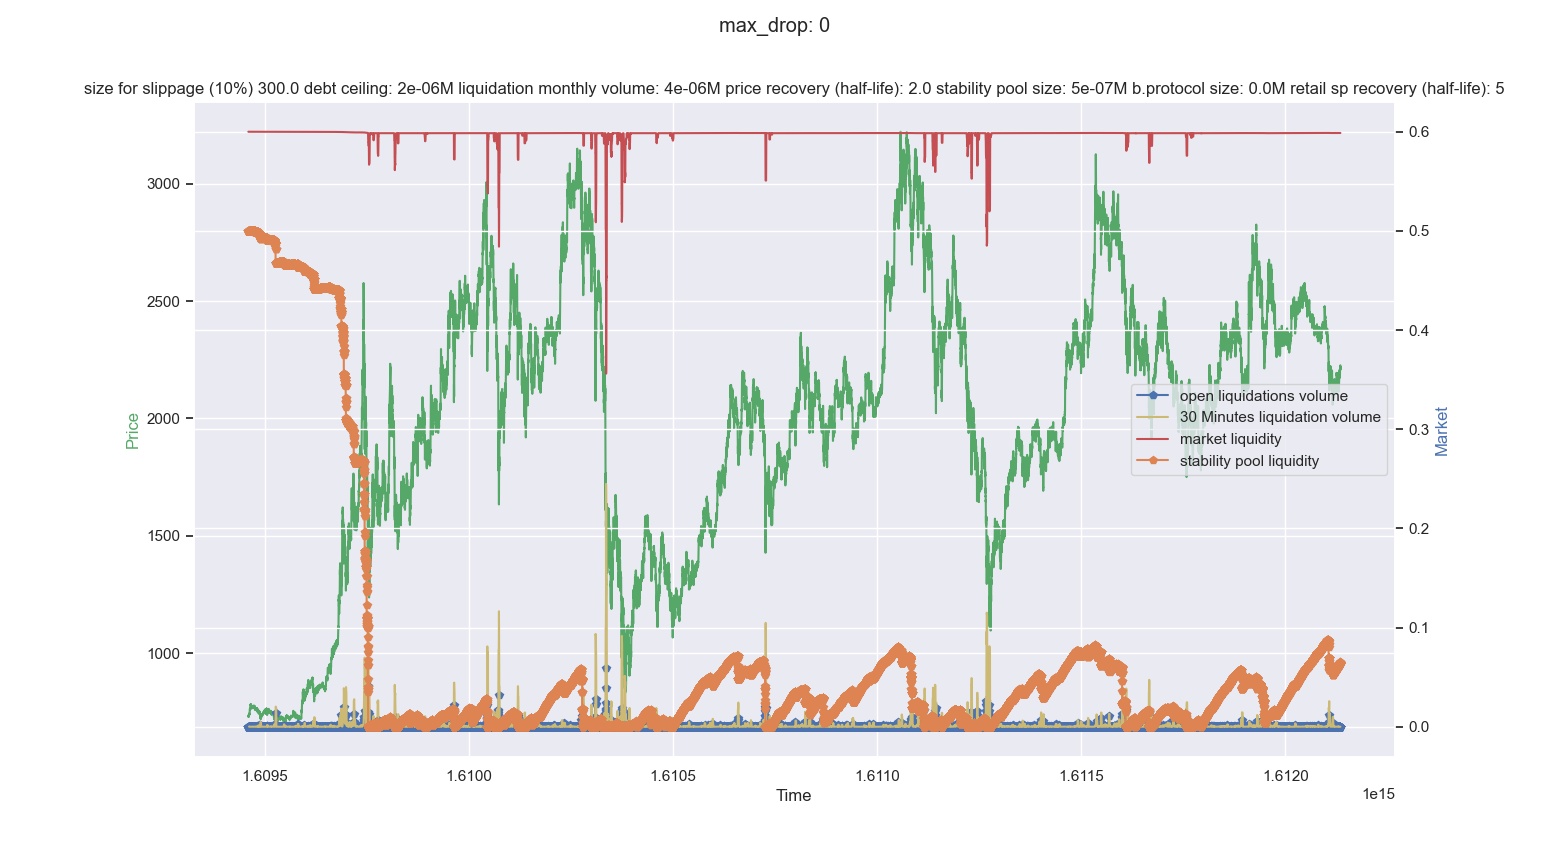 max_drop: 0
size for slippage (10%) 300.0 debt ceiling: 2e-06M liquidation monthly volume: 4e-06M price recovery (half-life): 2.0 stability pool size: 5e-07M b.protocol size: 0.0M retail sp recovery (half-life): 5
3000
2500
2000
1500
1000
Price
0.6
0.5
0.4
0.3
0.2
0.1
0.0
Market
open liquidations volume
30 Minutes liquidation volume
market liquidity
stability pool liquidity
1.6095 1.6100 1.6105 1.6110 1.6115 1.6120
Time
1e15